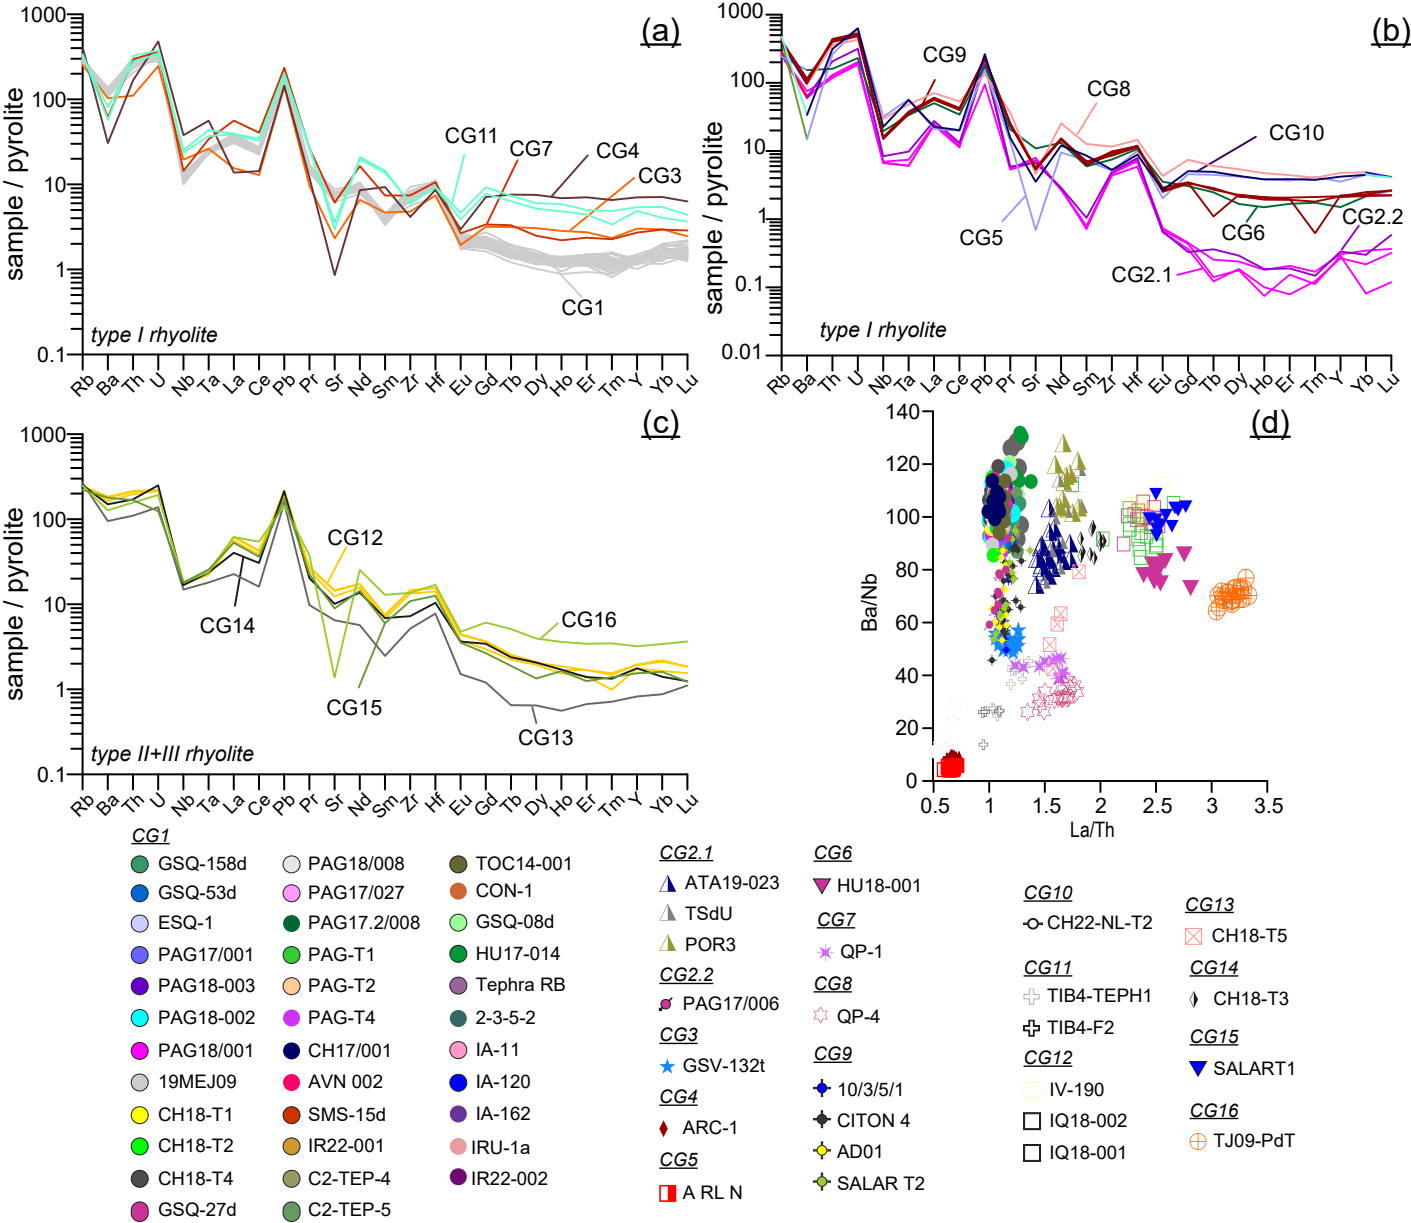 1000
100
10
1
0.1
sample / pyrolite
(a)
CG11
CG7
CG4
CG3
CG1
type I rhyolite
Rb Ba Th U Nb Ta La Ce Pb Pr Sr Nd Sm Zr Hf Eu Gd Tb Dy Ho Er Tm Y Yb Lu
1000
100
10
1
0.1
0.01
sample / pyrolite
(b)
CG9
CG8
CG10
CG5
CG6
CG2.2
CG2.1
type I rhyolite
Rb Ba Th U Nb Ta La Ce Pb Pr Sr Nd Sm Zr Hf Eu Gd Tb Dy Ho Er Tm Y Yb Lu
1000
100
10
1
0.1
sample / pyrolite
(c)
CG12
CG14
CG16
CG15
CG13
type II+III rhyolite
Rb Ba Th U Nb Ta La Ce Pb Pr Sr Nd Sm Zr Hf Eu Gd Tb Dy Ho Er Tm Y Yb Lu
140
120
100
80
60
40
20
0
Ba/Nb
(d)
0.5 1 1.5 2 2.5 3 3.5
La/Th
CG1
GSQ-158d
GSQ-53d
ESQ-1
PAG17/001
PAG18-003
PAG18-002
PAG18/001
19MEJ09
CH18-T1
CH18-T2
CH18-T4
GSQ-27d
PAG18/008
PAG17/027
PAG17.2/008
PAG-T1
PAG-T2
PAG-T4
CH17/001
AVN 002
SMS-15d
IR22-001
C2-TEP-4
C2-TEP-5
TOC14-001
CON-1
GSQ-08d
HU17-014
Tephra RB
2-3-5-2
IA-11
IA-120
IA-162
IRU-1a
IR22-002
CG2.1
ATA19-023
TSdU
POR3
CG2.2
PAG17/006
CG3
GSV-132t
CG4
ARC-1
CG5
A RL N
CG6
HU18-001
CG7
QP-1
CG8
QP-4
CG9
10/3/5/1
CITON 4
AD01
SALAR T2
CG10
CH22-NL-T2
CG11
TIB4-TEPH1
TIB4-F2
CG12
IV-190
IQ18-002
IQ18-001
CG13
CH18-T5
CG14
CH18-T3
CG15
SALART1
CG16
TJ09-PdT